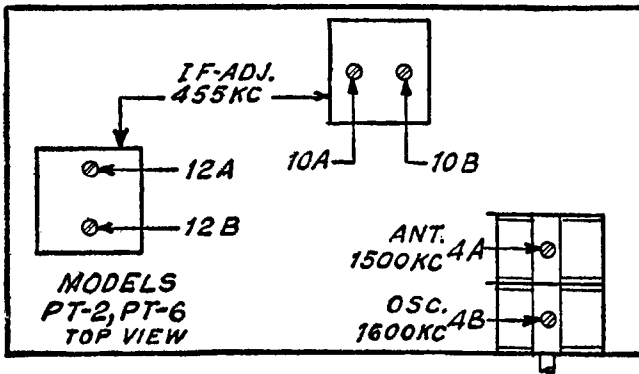 IF-ADJ.
455KC
10A
10B
12A
12B
MODELS
PT-2, PT-6
TOP VIEW
ANT.
1500KC 4A
OSC.
1600KC 4B